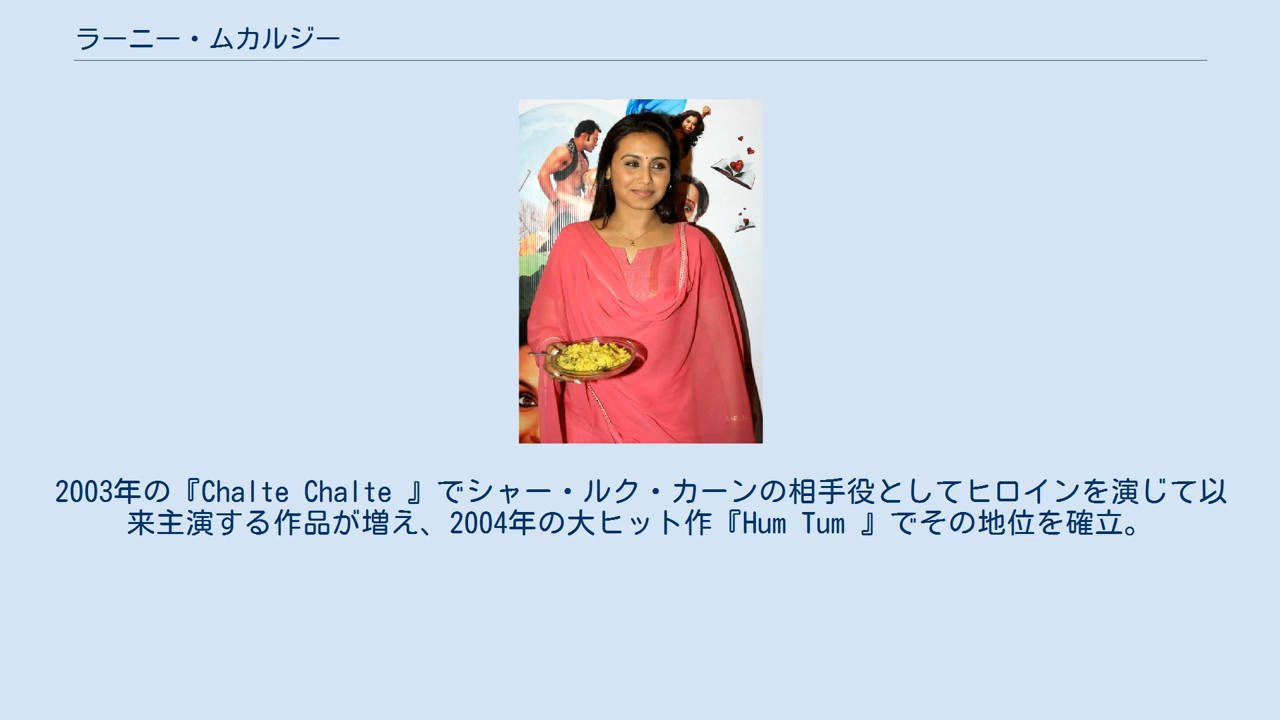 ラーニー・ムカルジー
2003年の『Chalte Chalte 』でシャー・ルク・カーンの相手役としてヒロインを演じて以
来主演する作品が増え、2004年の大ヒット作『Hum Tum 』でその地位を確立。